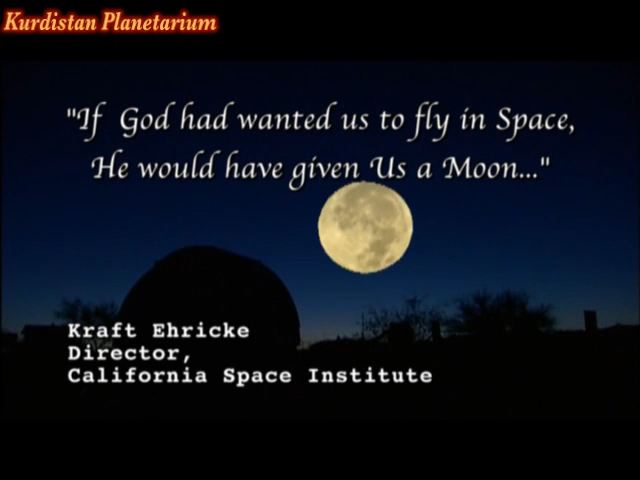 Kurdistan Planetarium
"If God had wanted us to fly in Space,
He would have given Us a Moon..."
Kraft Ehricke
Director,
California Space Institute